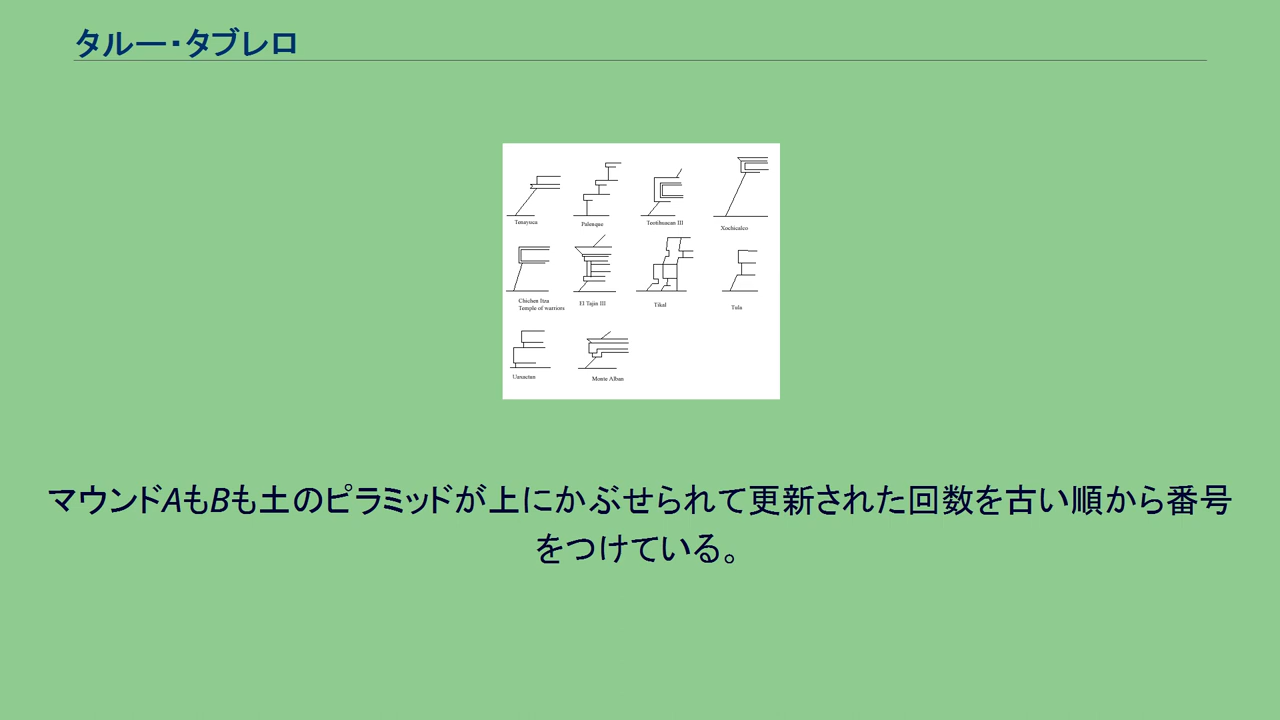 タルー・タブレロ
Tenayuca
Palenque
Teotihuacan III
Xochicalco
Chichen Itza
Temple of warriors
El Tajin III
Tikal
Tula
Uaxactun
Monte Alban
マウンドAもBも土のピラミッドが上にかぶせられて更新された回数を古い順から番号
をつけている。